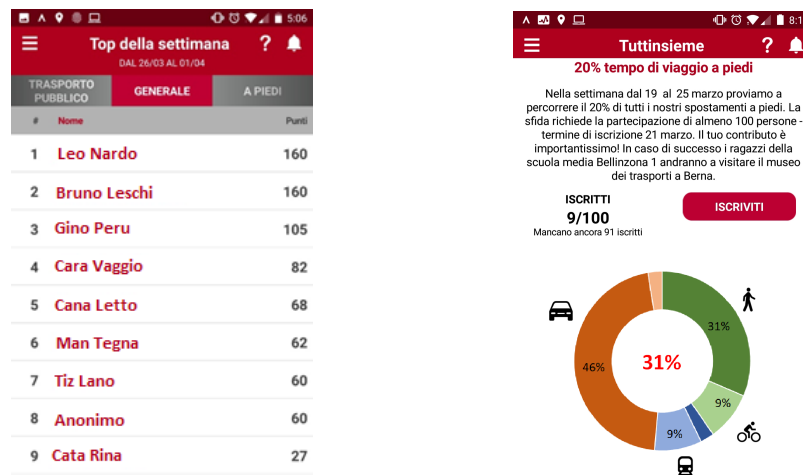 5:06
Top della settimana ?
DAL 26/03 AL 01/04
TRASPORTO
PUBBLICO
GENERALE
A PIEDI
# Nome Punti
1 Leo Nardo 160
2 Bruno Leschi 160
3 Gino Peru 105
4 Cara Vaggio 82
5 Cana Letto 68
6 Man Tegna 62
7 Tiz Lano 60
8 Anonimo 60
9 Cata Rina 27
Tuttinsieme ?
20% tempo di viaggio a piedi
Nella settimana dal 19 al 25 marzo proviamo a
percorrere il 20% di tutti i nostri spostamenti a piedi. La
sfida richiede la partecipazione di almeno 100 persone -
termine di iscrizione 21 marzo. Il tuo contributo è
importantissimo! In caso di successo i ragazzi della
scuola media Bellinzona 1 andranno a visitare il museo
dei trasporti a Berna.
ISCRITTI
9/100
Mancano ancora 91 iscritti
ISCRIVITI
31%
46%
31%
9%
9%